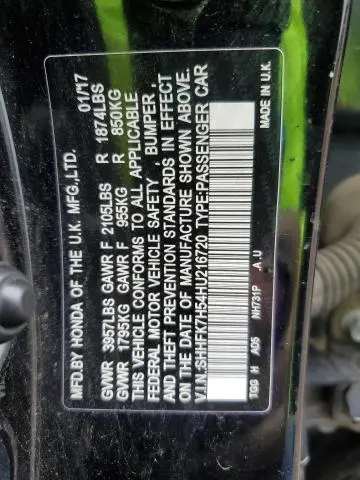 MFD.BY HONDA OF THE U.K. MFG.,LTD. 01/17
GVWR 3957LBS GAWR F 2105LBS R 1874LBS
GVWR 1795KG GAWR F 955KG R 850KG
THIS VEHICLE CONFORMS TO ALL APPLICABLE
FEDERAL MOTOR VEHICLE SAFETY , BUMPER ,
AND THEFT PREVENTION STANDARDS IN EFFECT
ON THE DATE OF MANUFACTURE SHOWN ABOVE.
V.I.N.:SHHFK7H54HU216720 TYPE:PASSENGER CAR
TGG H AD5 NH731P .A .U MADE IN U.K.